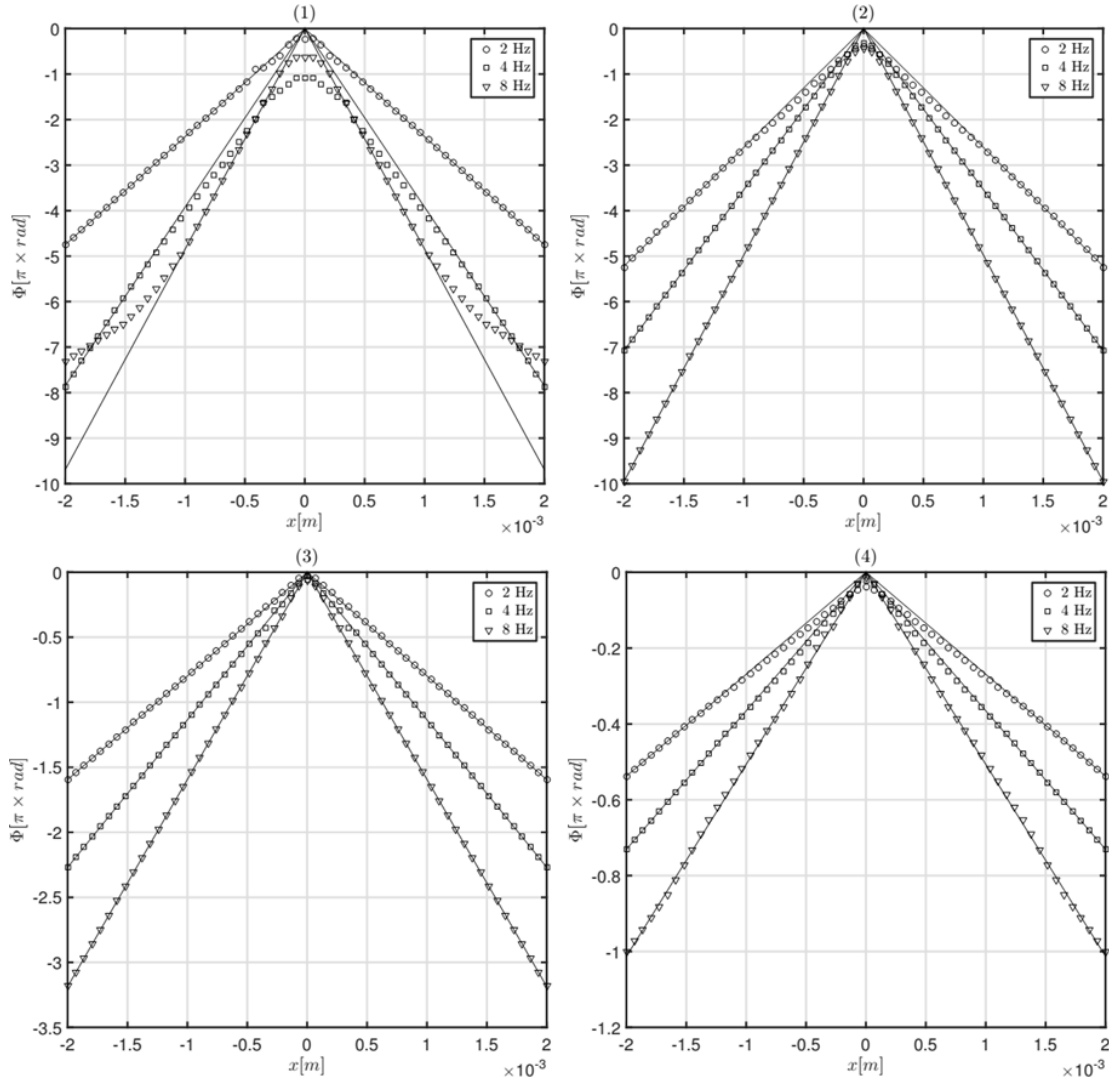 (1)
0
-1
-2
-3
-4
-5
-6
-7
-8
-9
-10
Φ[π × rad]
2 Hz
4 Hz
8 Hz
-2 -1.5 -1 -0.5 0 0.5 1 1.5 2
x[m]
×10-3
(2)
0
-1
-2
-3
-4
-5
-6
-7
-8
-9
-10
Φ[π × rad]
2 Hz
4 Hz
8 Hz
-2 -1.5 -1 -0.5 0 0.5 1 1.5 2
x[m]
×10-3
(3)
0
-0.5
-1
-1.5
-2
-2.5
-3
-3.5
Φ[π × rad]
2 Hz
4 Hz
8 Hz
-2 -1.5 -1 -0.5 0 0.5 1 1.5 2
x[m]
×10-3
(4)
0
-0.2
-0.4
-0.6
-0.8
-1
-1.2
Φ[π × rad]
2 Hz
4 Hz
8 Hz
-2 -1.5 -1 -0.5 0 0.5 1 1.5 2
x[m]
×10-3